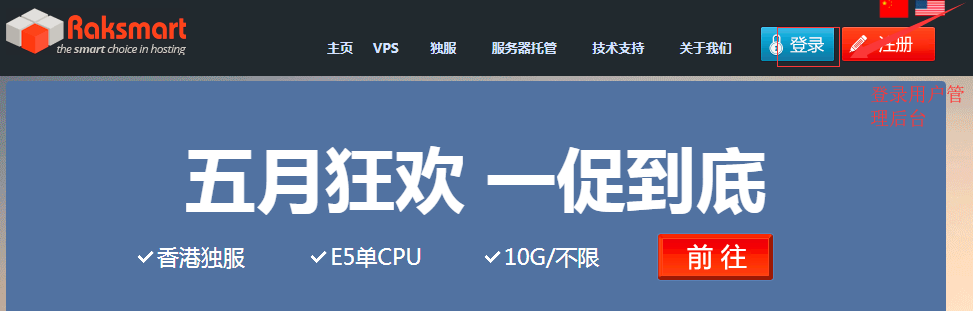 Raksmart
the smart choice in hosting
主页 VPS 独服 服务器托管 技术支持 关于我们 登录 注册
登录用户管
理后台
五月狂欢 一促到底
香港独服 E5单CPU 10G/不限 前往